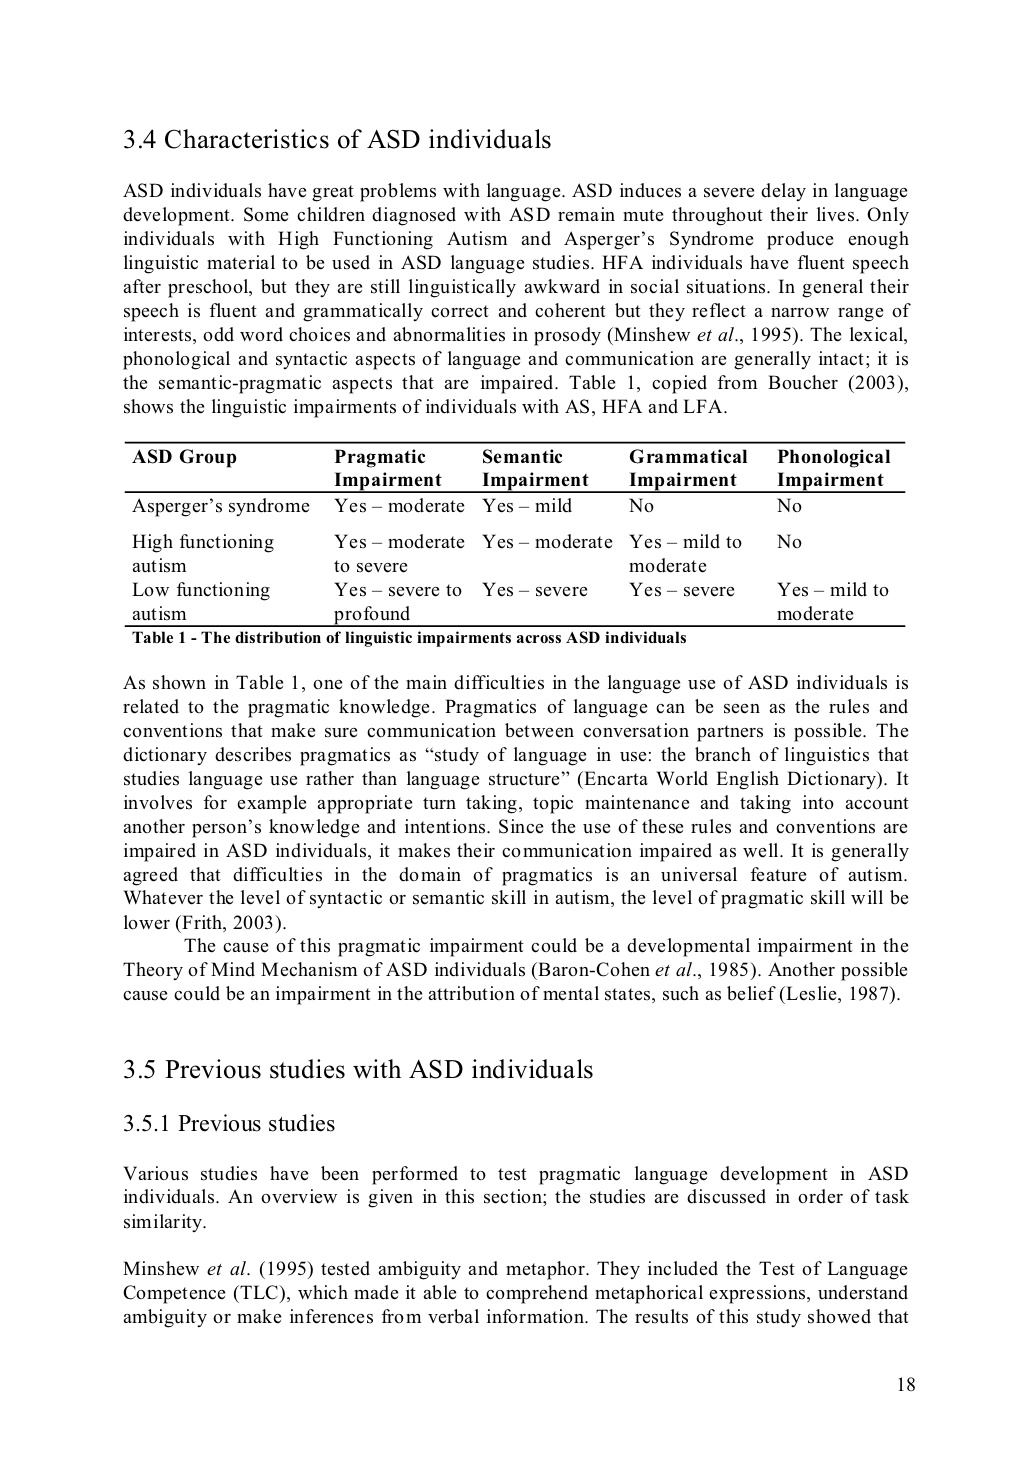 3.4 Characteristics of ASD individuals
ASD individuals have great problems with language. ASD induces a severe delay in language
development. Some children diagnosed with ASD remain mute throughout their lives. Only
individuals with High Functioning Autism and Asperger’s Syndrome produce enough
linguistic material to be used in ASD language studies. HFA individuals have fluent speech
after preschool, but they are still linguistically awkward in social situations. In general their
speech is fluent and grammatically correct and coherent but they reflect a narrow range of
interests, odd word choices and abnormalities in prosody (Minshew et al., 1995). The lexical,
phonological and syntactic aspects of language and communication are generally intact; it is
the semantic-pragmatic aspects that are impaired. Table 1, copied from Boucher (2003),
shows the linguistic impairments of individuals with AS, HFA and LFA.
ASD Group Pragmatic Semantic Grammatical Phonological
Impairment Impairment Impairment Impairment
Asperger’s syndrome Yes – moderate Yes – mild No No
High functioning Yes – moderate Yes – moderate Yes – mild to No
autism to severe moderate
Low functioning Yes – severe to Yes – severe Yes – severe Yes – mild to
autism profound moderate
Table 1 - The distribution of linguistic impairments across ASD individuals
As shown in Table 1, one of the main difficulties in the language use of ASD individuals is
related to the pragmatic knowledge. Pragmatics of language can be seen as the rules and
conventions that make sure communication between conversation partners is possible. The
dictionary describes pragmatics as “study of language in use: the branch of linguistics that
studies language use rather than language structure” (Encarta World English Dictionary). It
involves for example appropriate turn taking, topic maintenance and taking into account
another person’s knowledge and intentions. Since the use of these rules and conventions are
impaired in ASD individuals, it makes their communication impaired as well. It is generally
agreed that difficulties in the domain of pragmatics is an universal feature of autism.
Whatever the level of syntactic or semantic skill in autism, the level of pragmatic skill will be
lower (Frith, 2003).
The cause of this pragmatic impairment could be a developmental impairment in the
Theory of Mind Mechanism of ASD individuals (Baron-Cohen et al., 1985). Another possible
cause could be an impairment in the attribution of mental states, such as belief (Leslie, 1987).
3.5 Previous studies with ASD individuals
3.5.1 Previous studies
Various studies have been performed to test pragmatic language development in ASD
individuals. An overview is given in this section; the studies are discussed in order of task
similarity.
Minshew et al. (1995) tested ambiguity and metaphor. They included the Test of Language
Competence (TLC), which made it able to comprehend metaphorical expressions, understand
ambiguity or make inferences from verbal information. The results of this study showed that
18